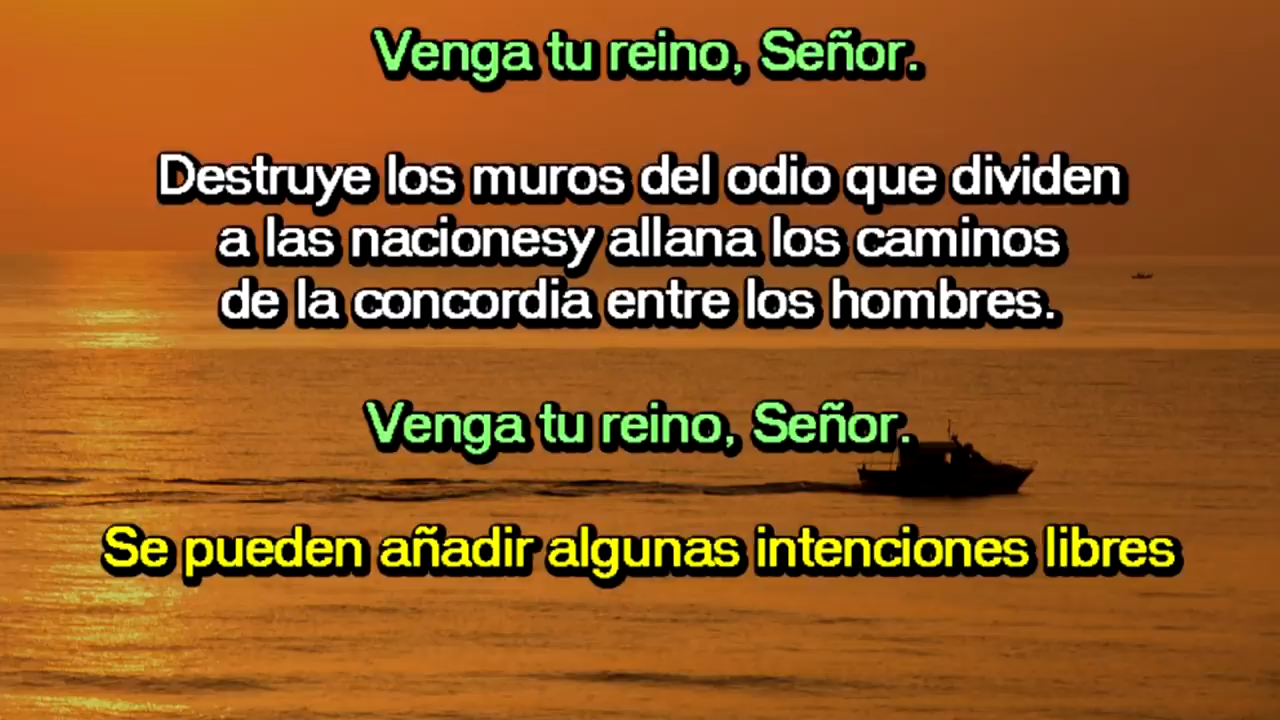 Venga tu reino, Señor.
Destruye los muros del odio que dividen
a las nacionesy allana los caminos
de la concordia entre los hombres.
Venga tu reino, Señor.
Se pueden añadir algunas intenciones libres